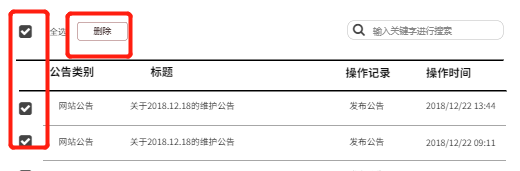 全选 删除 输入关键字进行搜索
公告类别 标题 操作记录 操作时间
网站公告 关于2018.12.18的维护公告 发布公告 2018/12/22 13:44
网站公告 关于2018.12.18的维护公告 发布公告 2018/12/22 09:11